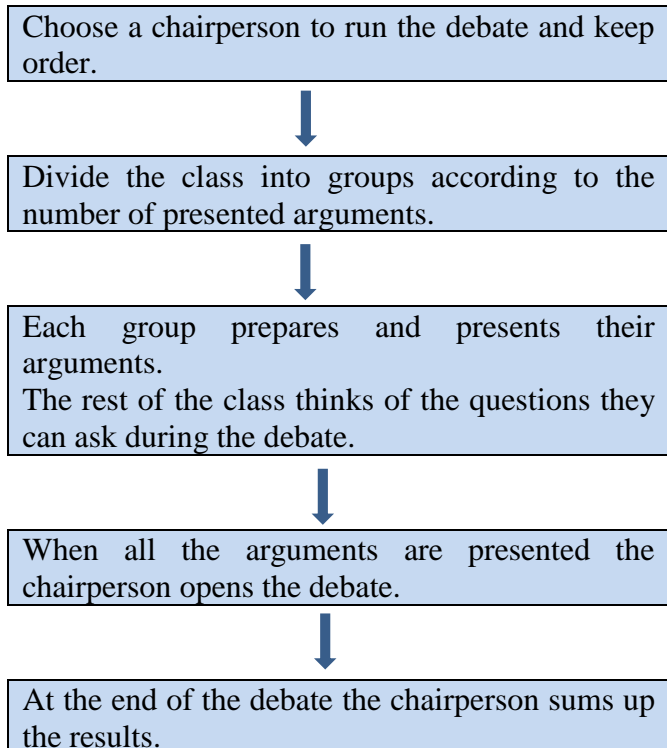 Choose a chairperson to run the debate and keep
order.
Divide the class into groups according to the
number of presented arguments.
Each group prepares and presents their
arguments.
The rest of the class thinks of the questions they
can ask during the debate.
When all the arguments are presented the
chairperson opens the debate.
At the end of the debate the chairperson sums up
the results.